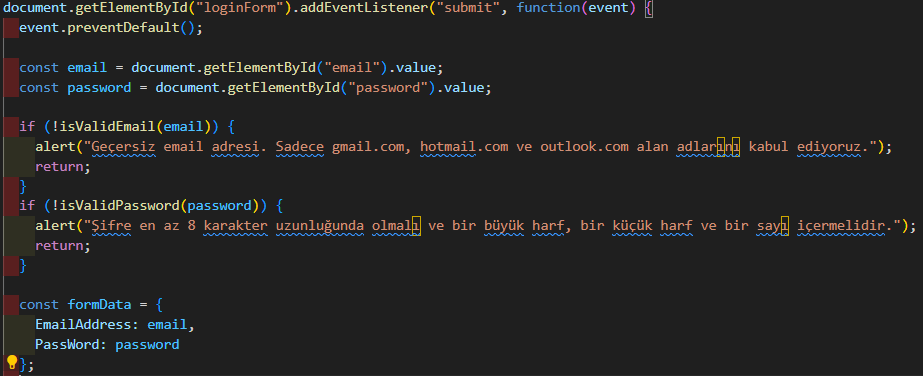 document.getElementById("loginForm").addEventListener("submit", function(event) {
  event.preventDefault();

  const email = document.getElementById("email").value;
  const password = document.getElementById("password").value;

  if (!isValidEmail(email)) {
    alert("Geçersiz email adresi. Sadece gmail.com, hotmail.com ve outlook.com alan adlarını kabul ediyoruz.");
    return;
  }
  if (!isValidPassword(password)) {
    alert("Şifre en az 8 karakter uzunluğunda olmalı ve bir büyük harf, bir küçük harf ve bir sayı içermelidir.");
    return;
  }

  const formData = {
    EmailAddress: email,
    PassWord: password
  };